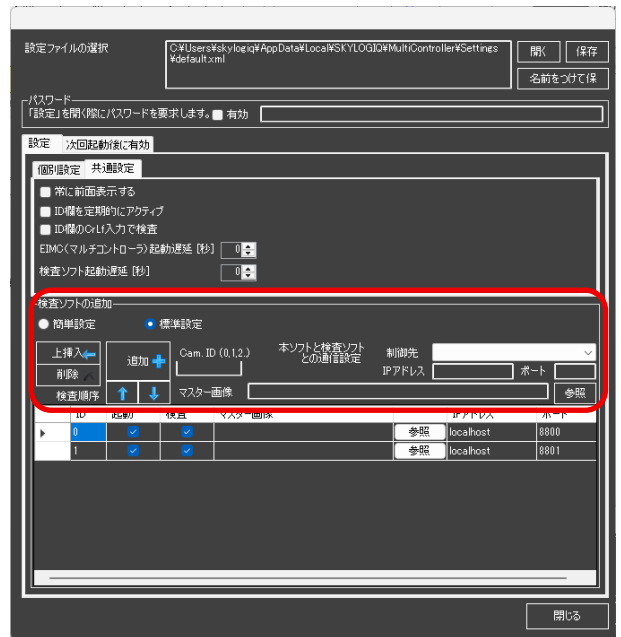 設定ファイルの選択
C:¥Users¥skylogiq¥AppData¥Local¥SKYLOGIQ¥MultiController¥Settings
¥default.xml
開く
保存
名前をつけて保
パスワード
「設定」を開く際にパスワードを要求します。 有効
設定 次回起動後に有効
個別設定 共通設定
常に前面表示する
ID欄を定期的にアクティブ
ID欄のCrLf入力で検査
EIMC(マルチコントローラ)起動遅延 [秒] 0
検査ソフト起動遅延 [秒] 0
検査ソフトの追加
簡単設定 標準設定
上挿入 追加 Cam. ID (0,1,2.) 本ソフトと検査ソフト
との通信設定 制御先
削除 IPアドレス ポート
検査順序 マスター画像 参照
ID 起動 検査 マスター画像 IPアドレス ポート
0 参照 localhost 8800
1 参照 localhost 8801
閉じる